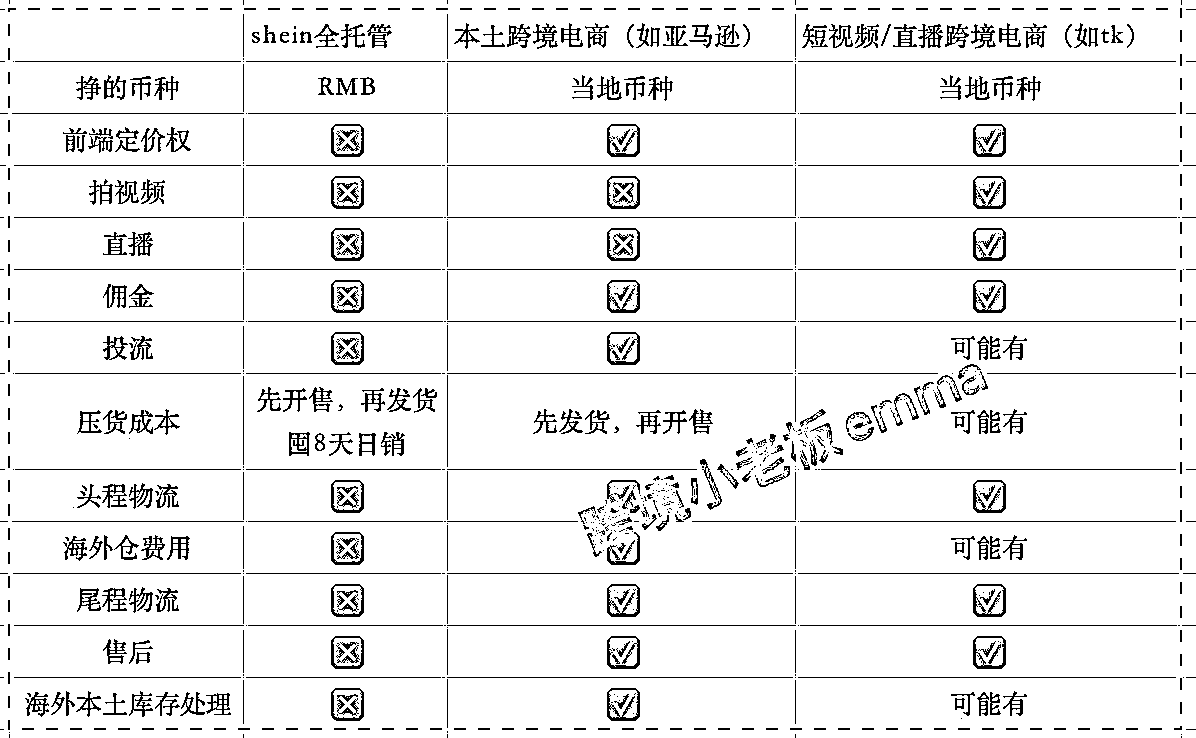 shein全托管 本土跨境电商（如亚马逊） 短视频/直播跨境电商（如tk）
挣的币种 RMB 当地币种 当地币种
前端定价权
拍视频
直播
佣金
投流 可能有
压货成本 先开售，再发货 先发货，再开售 可能有
囤8天日销
头程物流
海外仓费用 可能有
尾程物流
售后
海外本土库存处理 可能有
跨境小老板emma